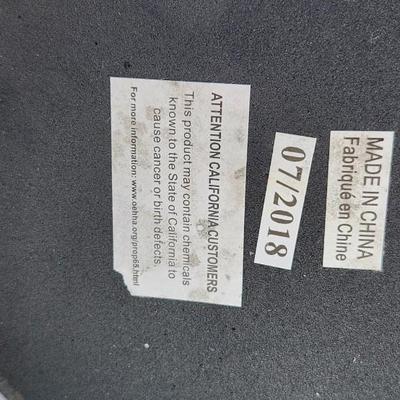 MADE IN CHINA
Fabriqué en Chine
07/2018
ATTENTION CALIFORNIA CUSTOMERS
This product may contain chemicals
known to the State of California to
cause cancer or birth defects.
For more information: www.oehha.org/prop65.html